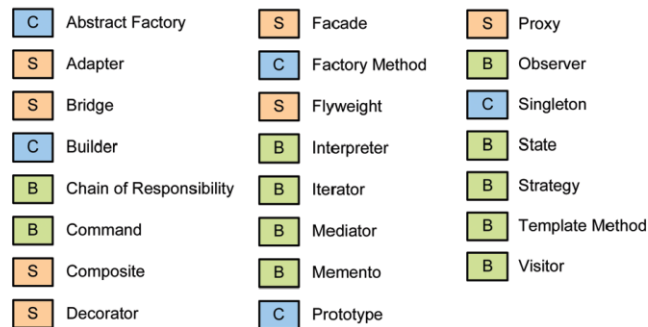 C Abstract Factory
S Adapter
S Bridge
C Builder
B Chain of Responsibility
B Command
S Composite
S Decorator
S Facade
C Factory Method
S Flyweight
B Interpreter
B Iterator
B Mediator
B Memento
C Prototype
S Proxy
B Observer
C Singleton
B State
B Strategy
B Template Method
B Visitor